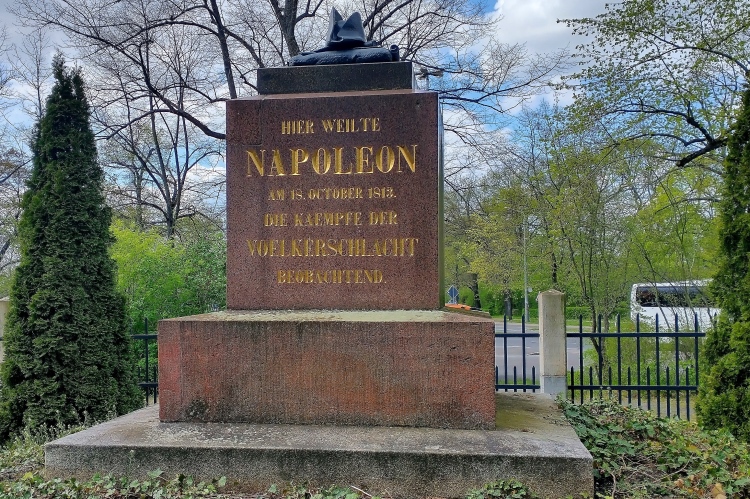 HIER WEILTE
NAPOLEON
AM 18. OCTOBER 1813.
DIE KAEMPFE DER
VOELKERSCHLACHT
BEOBACHTEND.